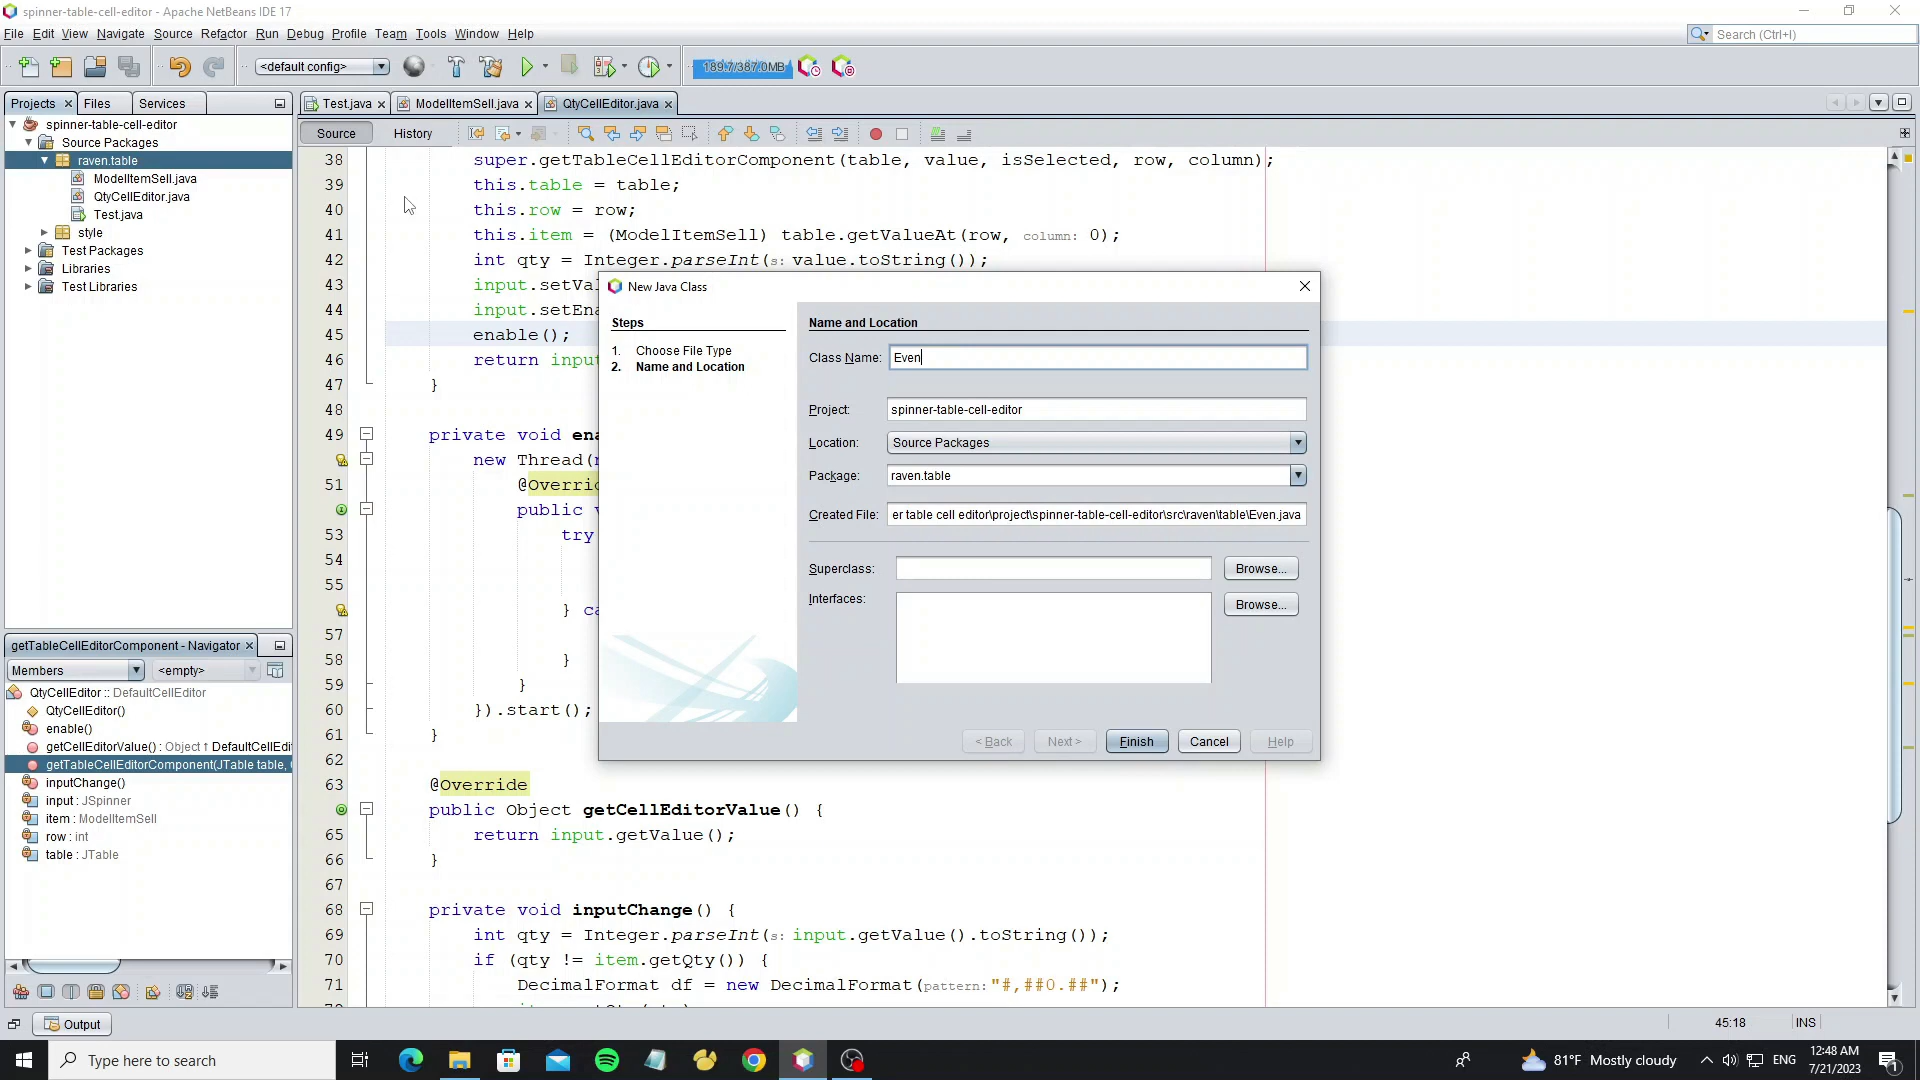 spinner-table-cell-editor - Apache NetBeans IDE 17
File Edit View Navigate Source Refactor Run Debug Profile Team Tools Window Help
Search (Ctrl+I)
<default config>
189.7/387.0MB
Projects Files Services
Test.java ModelItemSell.java QtyCellEditor.java
Source History
spinner-table-cell-editor
Source Packages
raven.table
ModelItemSell.java
QtyCellEditor.java
Test.java
style
Test Packages
Libraries
Test Libraries
38 super.getTableCellEditorComponent(table, value, isSelected, row, column);
39 this.table = table;
40 this.row = row;
41 this.item = (ModelItemSell) table.getValueAt(row, column: 0);
42 int qty = Integer.parseInt(s: value.toString());
43 input.setVal
44 input.setEna
45 enable();
46 return input
47 }
48
49 private void ena
new Thread(n
51 @Overrid
public v
53 try
54
55
} ca
57
58 }
59 }
60 }).start();
61 }
62
63 @Override
public Object getCellEditorValue() {
65 return input.getValue();
66 }
67
68 private void inputChange() {
69 int qty = Integer.parseInt(s: input.getValue().toString());
70 if (qty != item.getQty()) {
71 DecimalFormat df = new DecimalFormat(pattern: "#,##0.##");
New Java Class
Steps
1. Choose File Type
2. Name and Location
Name and Location
Class Name: Even
Project: spinner-table-cell-editor
Location: Source Packages
Package: raven.table
Created File: er table cell editor\project\spinner-table-cell-editor\src\raven\table\Even.java
Superclass: Browse...
Interfaces: Browse...
< Back Next > Finish Cancel Help
getTableCellEditorComponent - Navigator
Members <empty>
QtyCellEditor :: DefaultCellEditor
QtyCellEditor()
enable()
getCellEditorValue() : Object ↑ DefaultCellEdit
getTableCellEditorComponent(JTable table,
inputChange()
input : JSpinner
item : ModelItemSell
row : int
table : JTable
Output
45:18 INS
Type here to search
81°F Mostly cloudy
ENG
12:48 AM
7/21/2023
1